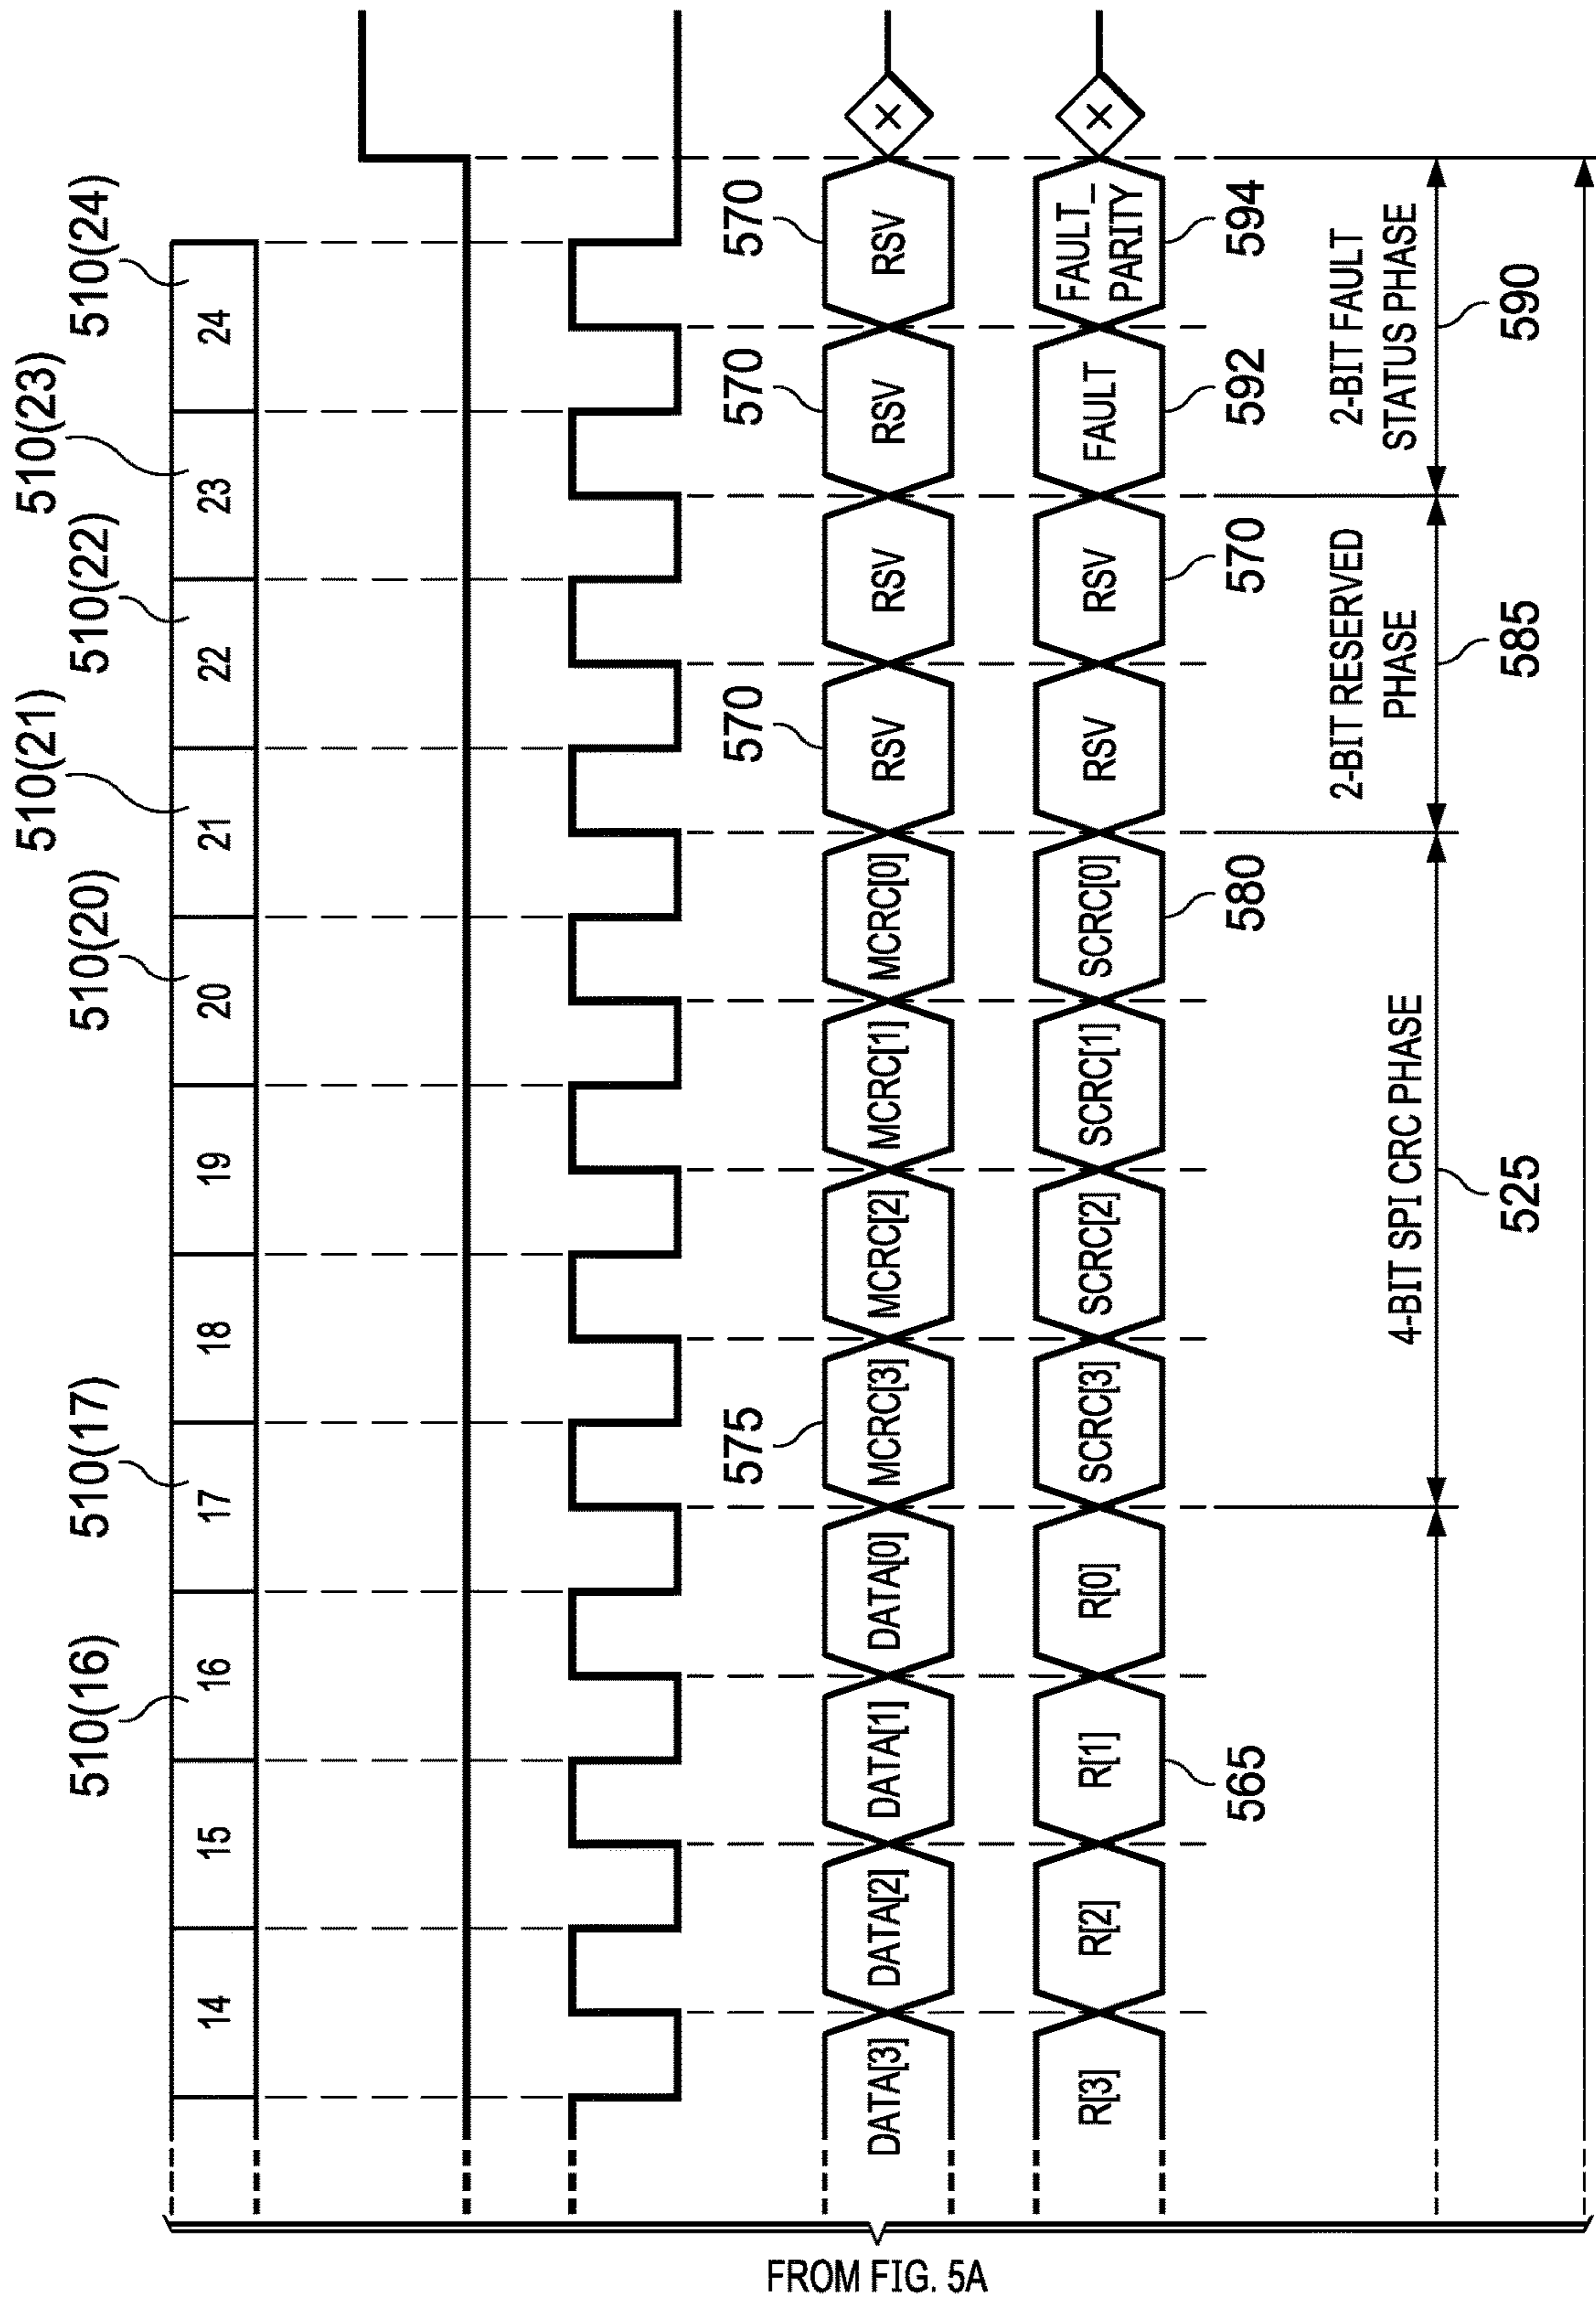 510(16)
510(17)
510(20)
510(21)
510(22)
510(23)
510(24)
14
15
16
17
18
19
20
21
22
23
24
575
570
570
570
DATA[3]
DATA[2]
DATA[1]
DATA[0]
MCRC[3]
MCRC[2]
MCRC[1]
MCRC[0]
RSV
RSV
RSV
RSV
X
R[3]
R[2]
R[1]
R[0]
SCRC[3]
SCRC[2]
SCRC[1]
SCRC[0]
RSV
RSV
FAULT
FAULT_
PARITY
X
565
580
570
592
594
4-BIT SPI CRC PHASE
2-BIT RESERVED
PHASE
2-BIT FAULT
STATUS PHASE
525
585
590
FROM FIG. 5A